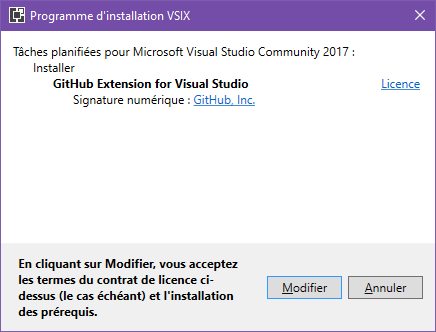 Programme d'installation VSIX
Tâches planifiées pour Microsoft Visual Studio Community 2017 :
Installer
GitHub Extension for Visual Studio Licence
Signature numérique : GitHub, Inc.
En cliquant sur Modifier, vous acceptez
les termes du contrat de licence ci-
dessus (le cas échéant) et l'installation
des prérequis.
Modifier Annuler